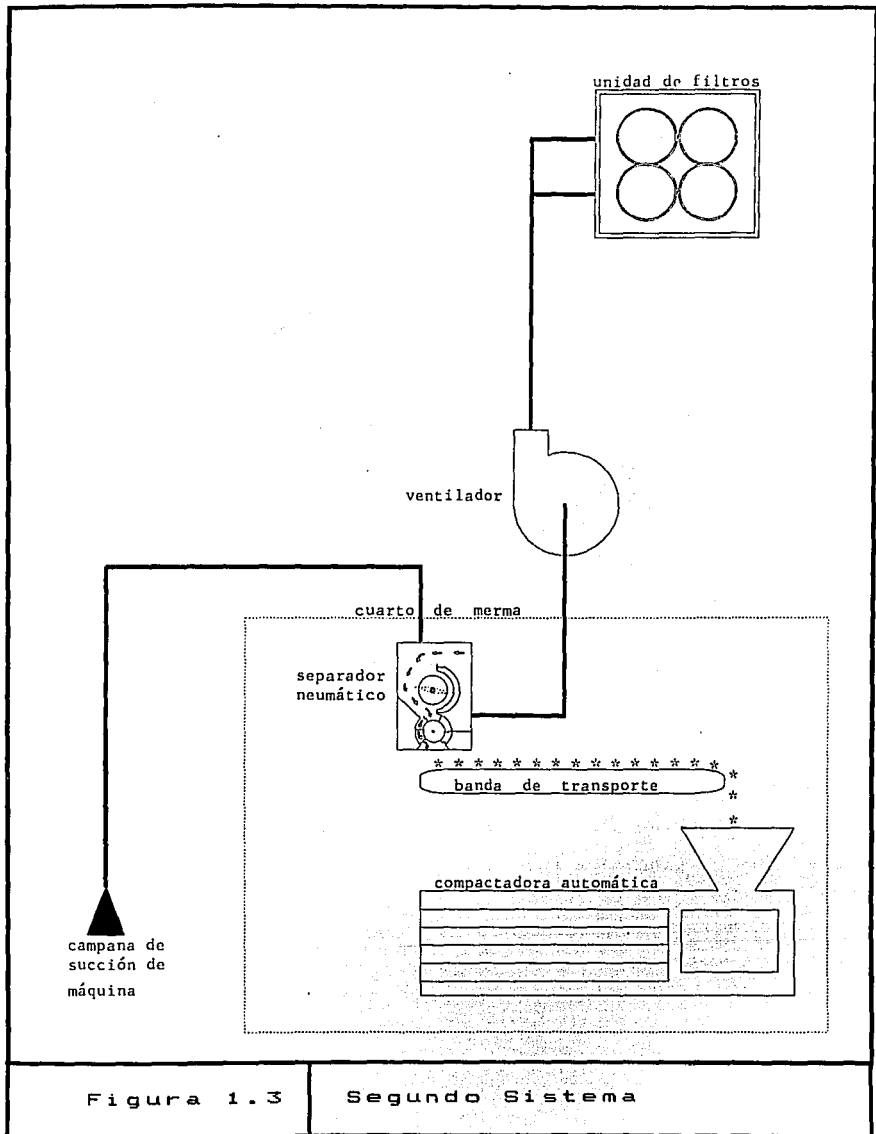 unidad de filtros
ventilador
cuarto de merma
separador
neumático
* * * * * * * * * * * * * * *
*
*
*
banda de transporte
compactadora automática
campana de
succión de
máquina
Figura 1.3
Segundo Sistema